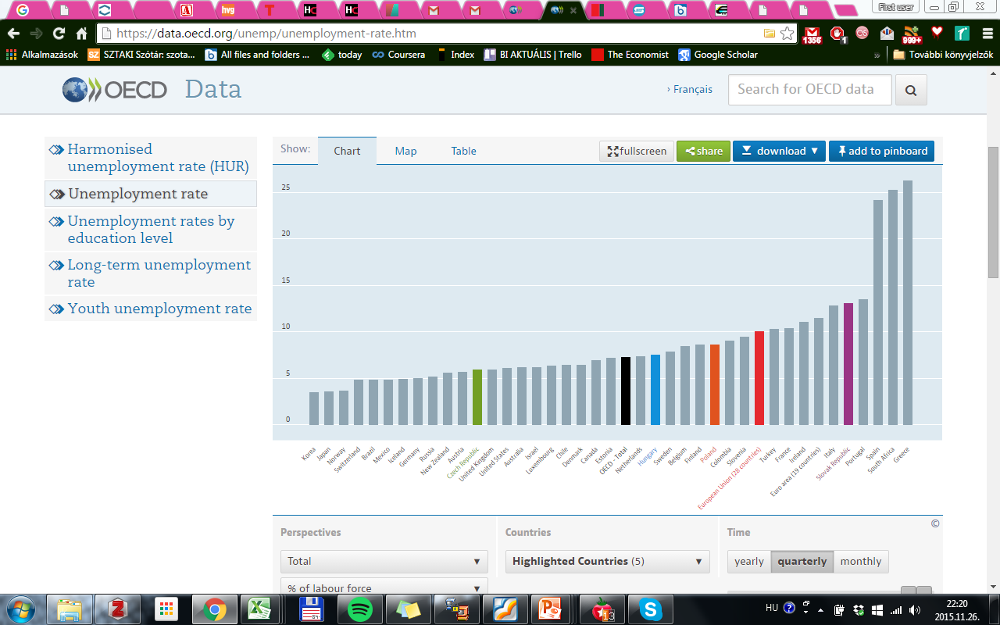 First user
https://data.oecd.org/unemp/unemployment-rate.htm
1356
1
999+
Alkalmazások
SZTAKI Szótár: szota...
All files and folders ...
today
Coursera
Index
BI AKTUÁLIS | Trello
The Economist
Google Scholar
»
További könyvjelzők
OECD Data
› Français
Search for OECD data
Harmonised
unemployment rate (HUR)
Unemployment rate
Unemployment rates by
education level
Long-term unemployment
rate
Youth unemployment rate
Show:
Chart
Map
Table
fullscreen
share
download
add to pinboard
25
20
15
10
5
0
Korea
Japan
Norway
Switzerland
Brazil
Mexico
Iceland
Germany
Russia
New Zealand
Austria
Czech Republic
United Kingdom
United States
Australia
Israel
Luxembourg
Chile
Denmark
Canada
Estonia
OECD - Total
Netherlands
Hungary
Sweden
Belgium
Finland
Poland
Colombia
Slovenia
European Union (28 countries)
Turkey
France
Ireland
Euro area (19 countries)
Italy
Slovak Republic
Portugal
Spain
South Africa
Greece
©
Perspectives
Total
% of labour force
Countries
Highlighted Countries (5)
Time
yearly
quarterly
monthly
HU
22:20
2015.11.26.